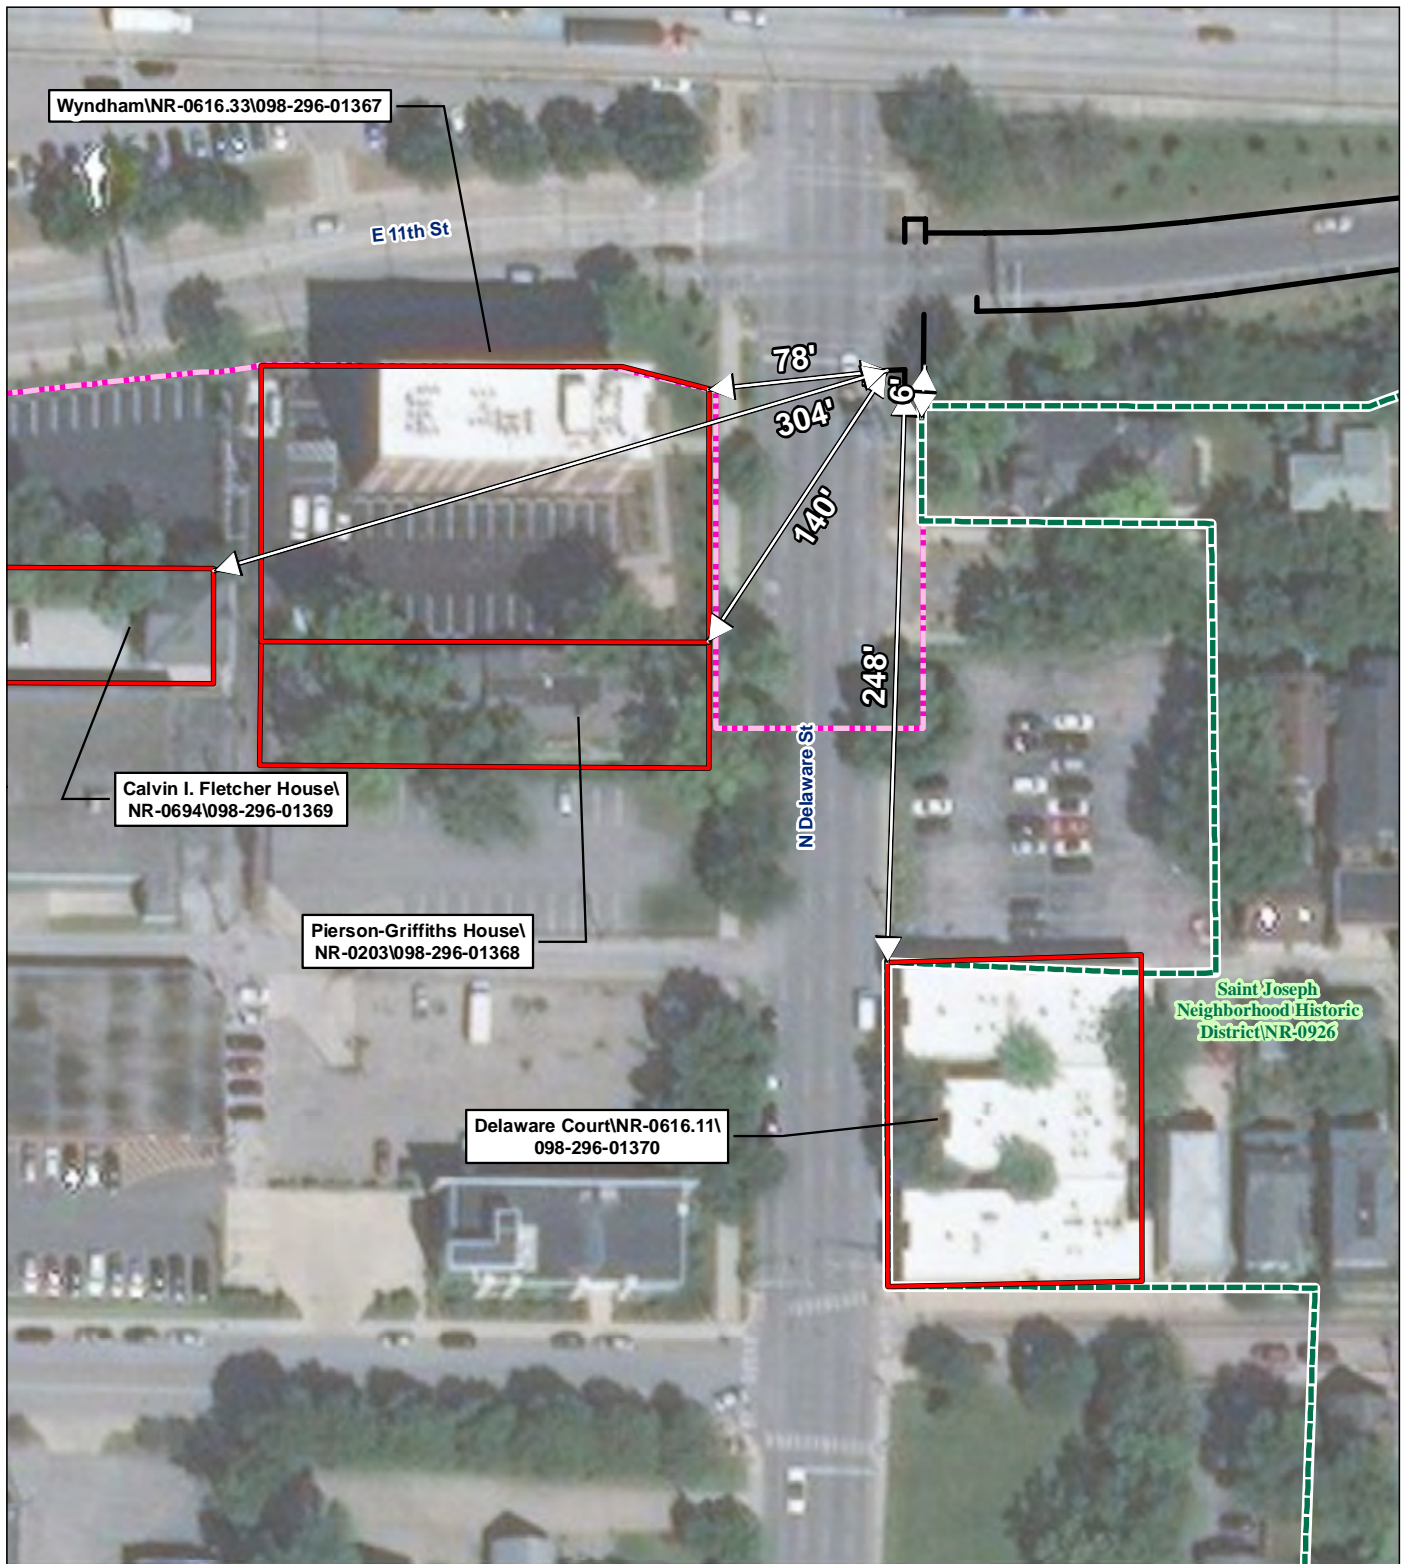 Wyndham\NR-0616.33\098-296-01367
E 11th St
78'
6'
304'
140'
248'
N Delaware St
Calvin I. Fletcher House\
NR-0694\098-296-01369
Pierson-Griffiths House\
NR-0203\098-296-01368
Saint Joseph
Neighborhood Historic
District\NR-0926
Delaware Court\NR-0616.11\
098-296-01370